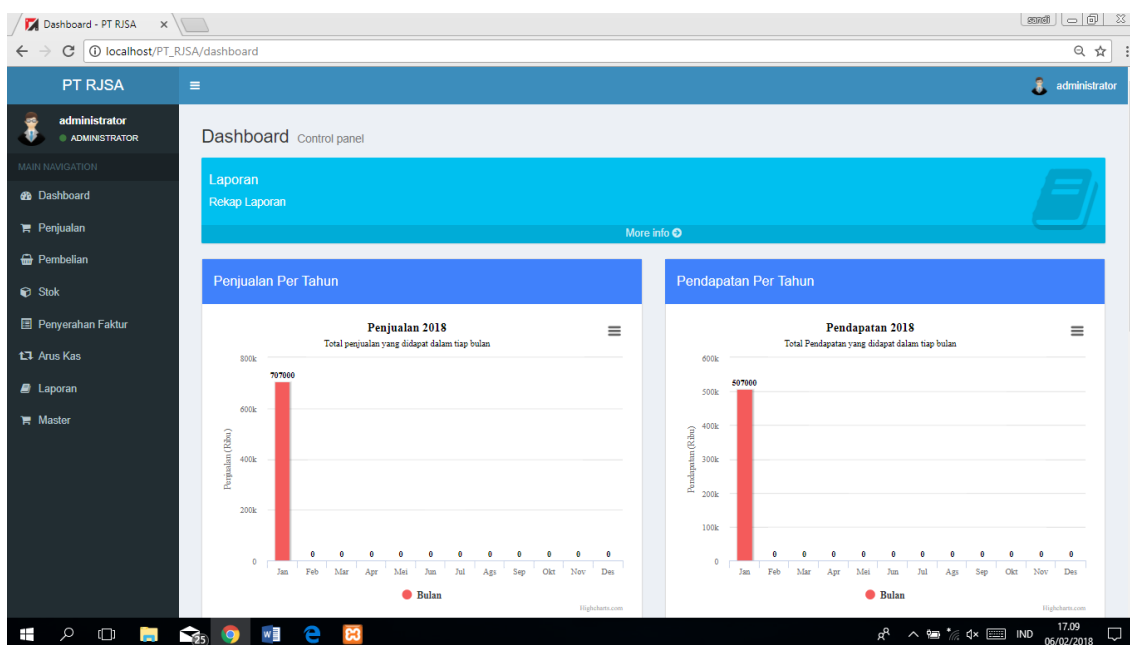 Dashboard - PT RJSA
sandi
localhost/PT_RJSA/dashboard
PT RJSA
administrator
administrator
ADMINISTRATOR
MAIN NAVIGATION
Dashboard
Penjualan
Pembelian
Stok
Penyerahan Faktur
Arus Kas
Laporan
Master
Dashboard Control panel
Laporan
Rekap Laporan
More info
Penjualan Per Tahun
Penjualan 2018
Total penjualan yang didapat dalam tiap bulan
Penjualan (Ribu)
800k
600k
400k
200k
0
707000
0 0 0 0 0 0 0 0 0 0 0
Jan Feb Mar Apr Mei Jun Jul Ags Sep Okt Nov Des
Bulan
Highcharts.com
Pendapatan Per Tahun
Pendapatan 2018
Total Pendapatan yang didapat dalam tiap bulan
Pendapatan (Ribu)
600k
500k
400k
300k
200k
100k
0
507000
0 0 0 0 0 0 0 0 0 0 0
Jan Feb Mar Apr Mei Jun Jul Ags Sep Okt Nov Des
Bulan
Highcharts.com
25
IND
17.09
06/02/2018